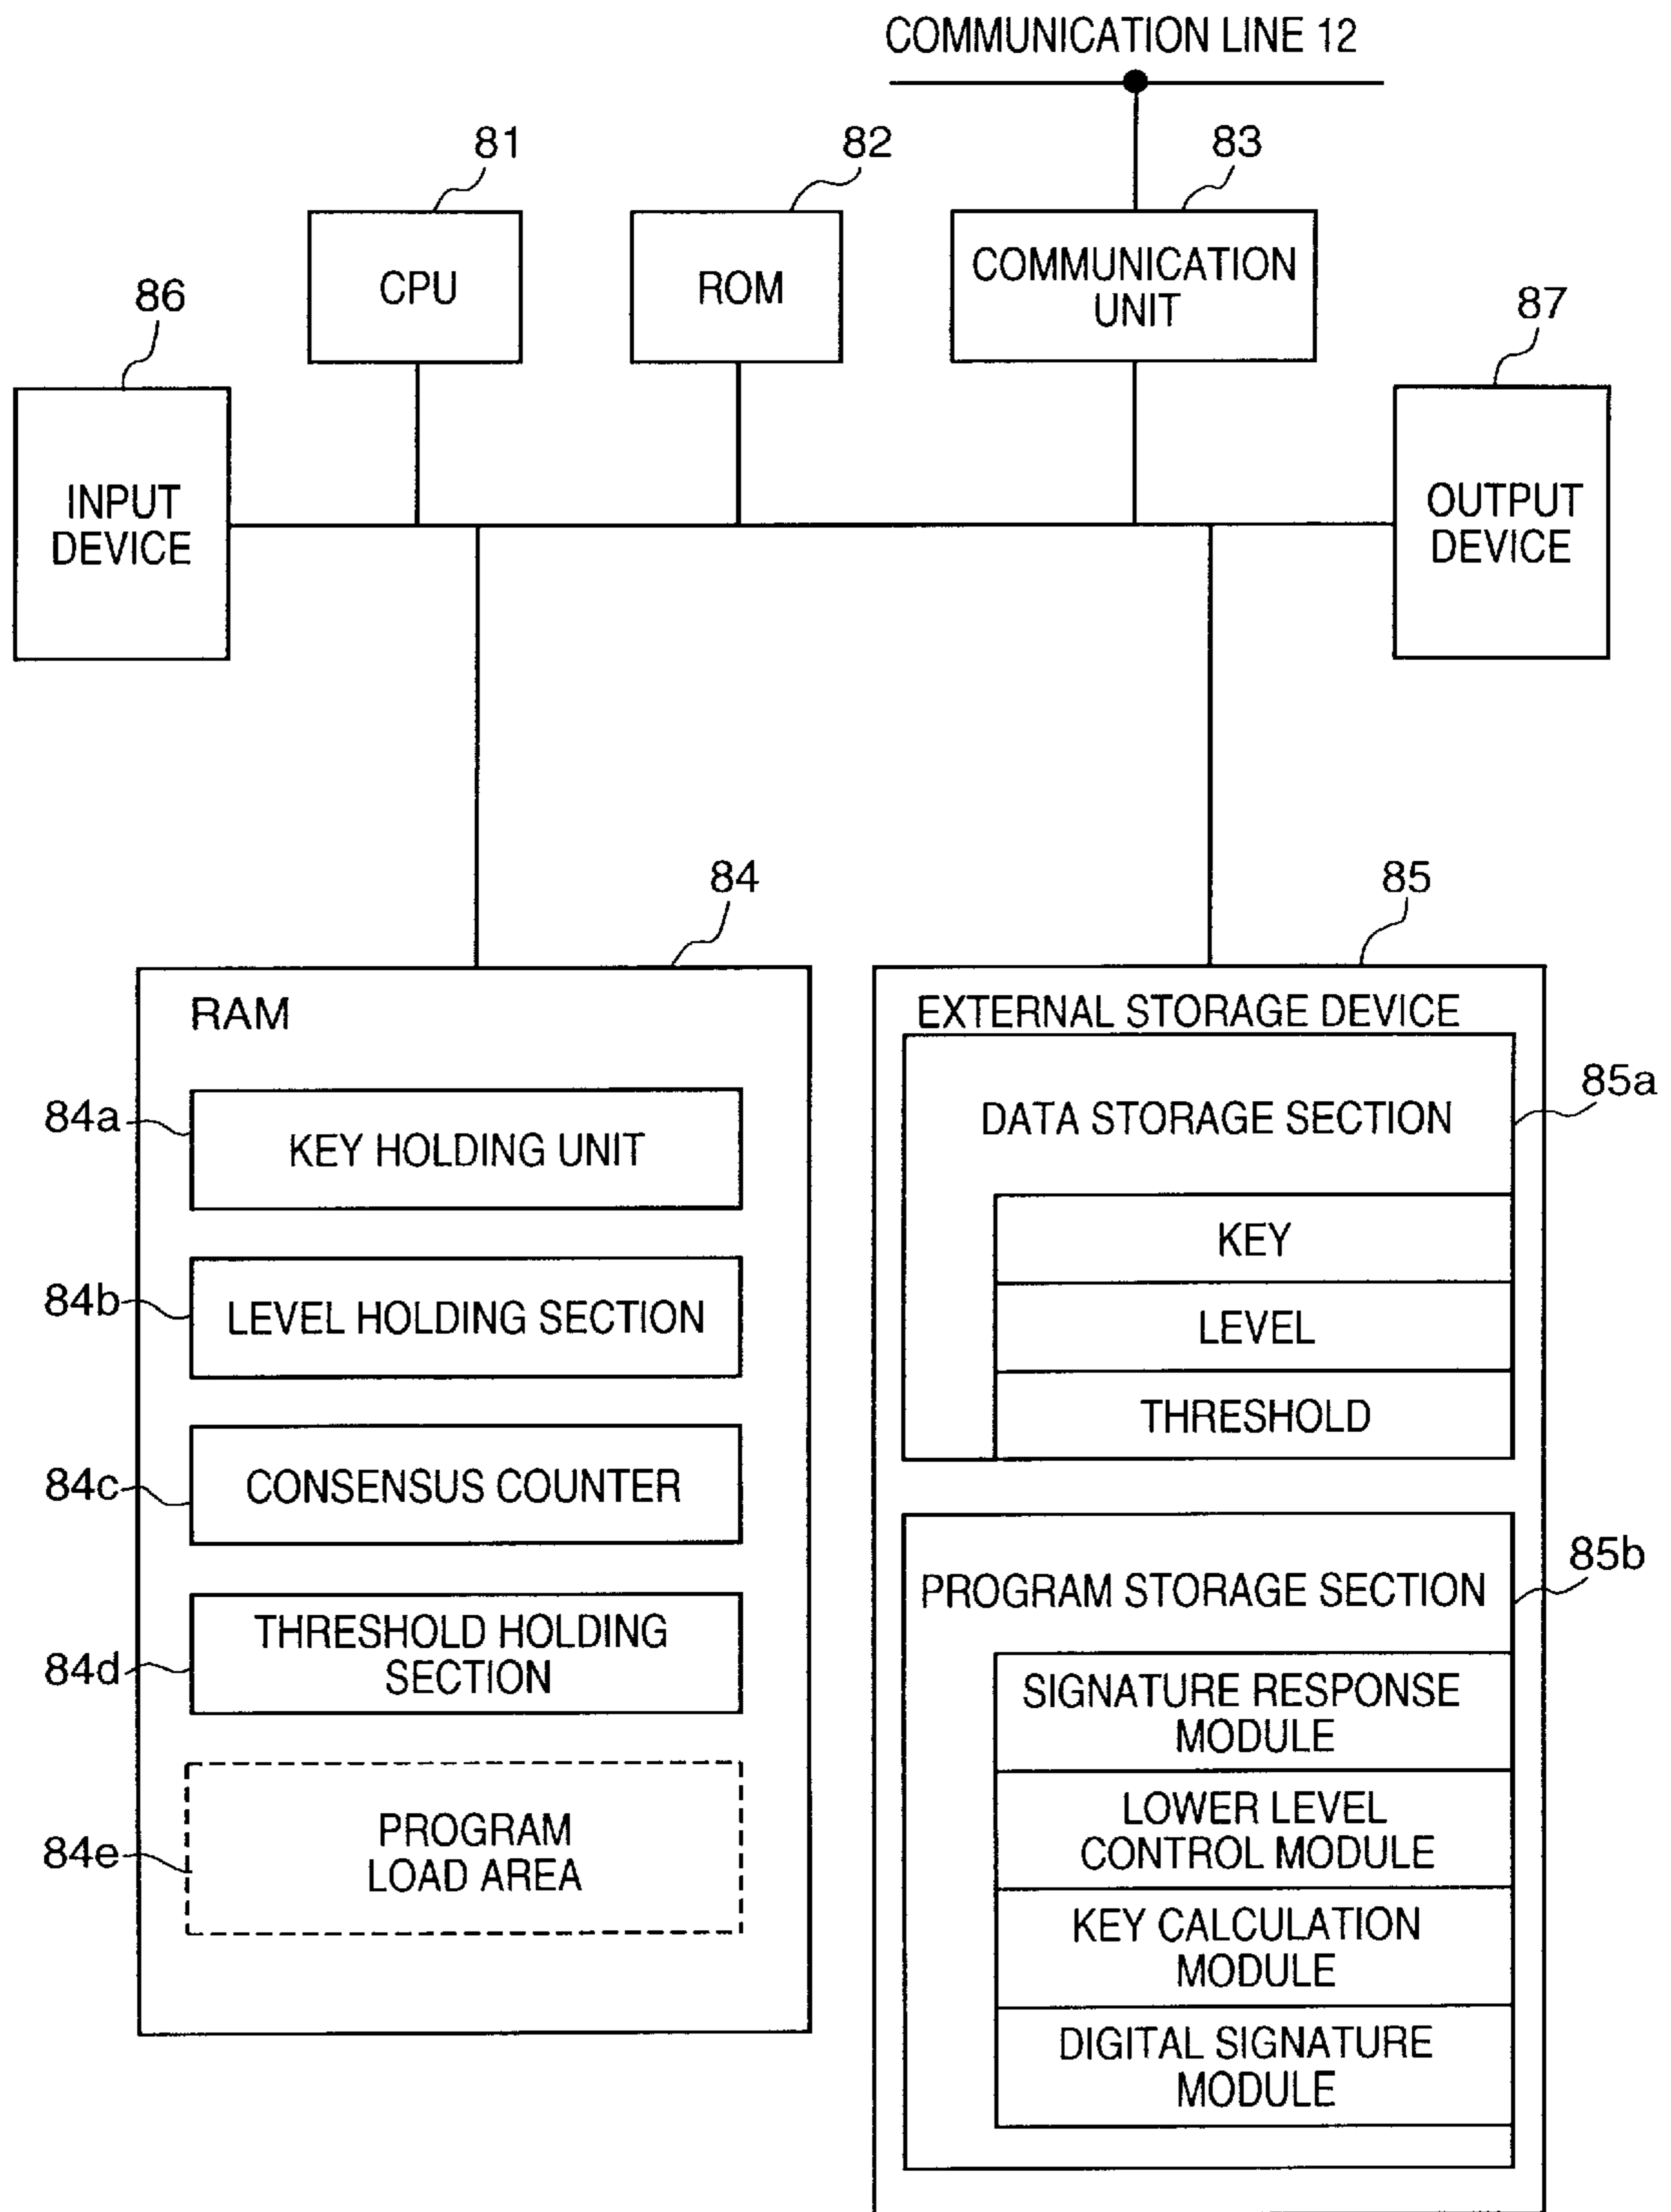 COMMUNICATION LINE 12
81
82
83
CPU
ROM
COMMUNICATION
UNIT
86
87
INPUT
DEVICE
OUTPUT
DEVICE
84
85
RAM
84a
KEY HOLDING UNIT
84b
LEVEL HOLDING SECTION
84c
CONSENSUS COUNTER
84d
THRESHOLD HOLDING
SECTION
84e
PROGRAM
LOAD AREA
EXTERNAL STORAGE DEVICE
85a
DATA STORAGE SECTION
KEY
LEVEL
THRESHOLD
85b
PROGRAM STORAGE SECTION
SIGNATURE RESPONSE
MODULE
LOWER LEVEL
CONTROL MODULE
KEY CALCULATION
MODULE
DIGITAL SIGNATURE
MODULE